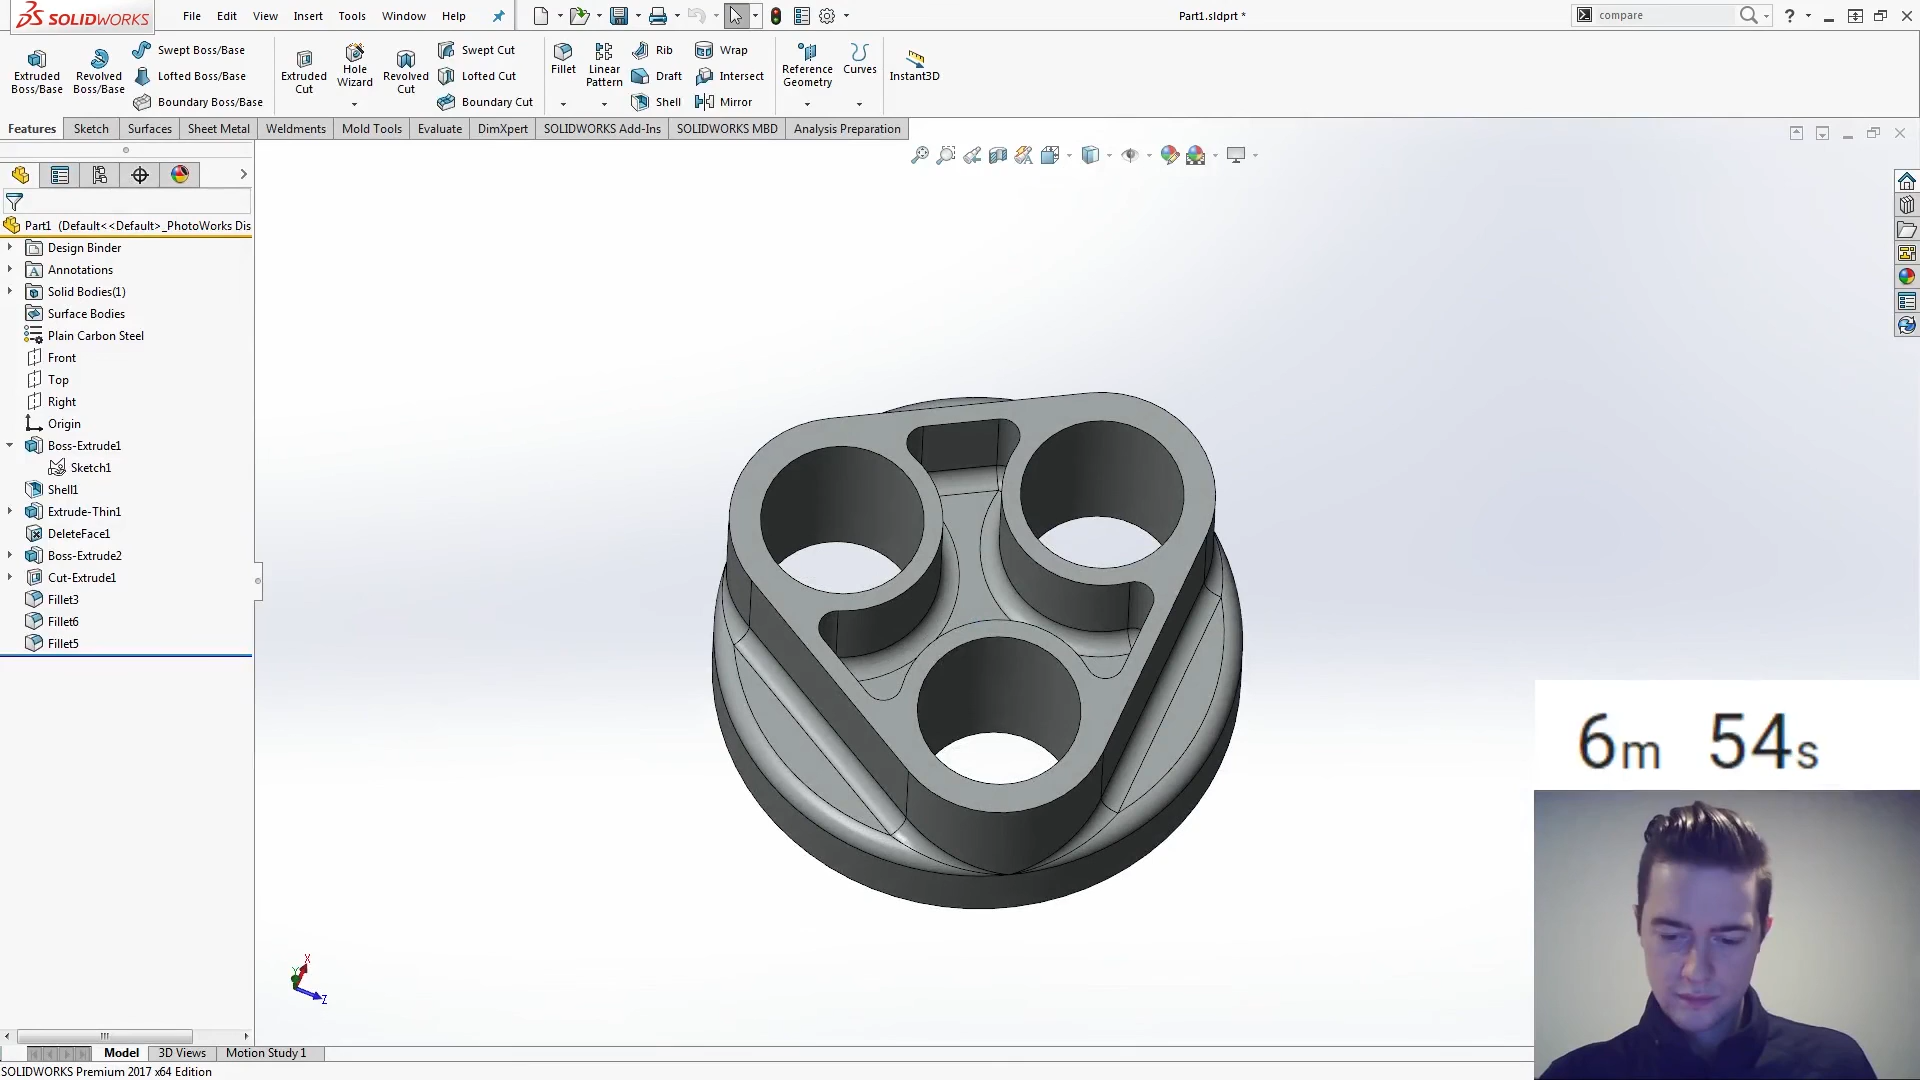 SOLIDWORKS File Edit View Insert Tools Window Help Part1.sldprt * compare
Extruded Boss/Base
Revolved Boss/Base
Swept Boss/Base
Lofted Boss/Base
Boundary Boss/Base
Extruded Cut
Hole Wizard
Revolved Cut
Swept Cut
Lofted Cut
Boundary Cut
Fillet
Linear Pattern
Rib
Draft
Shell
Wrap
Intersect
Mirror
Reference Geometry
Curves
Instant3D
Features Sketch Surfaces Sheet Metal Weldments Mold Tools Evaluate DimXpert SOLIDWORKS Add-Ins SOLIDWORKS MBD Analysis Preparation
Part1 (Default<<Default>_PhotoWorks Dis
Design Binder
Annotations
Solid Bodies(1)
Surface Bodies
Plain Carbon Steel
Front
Top
Right
Origin
Boss-Extrude1
Sketch1
Shell1
Extrude-Thin1
DeleteFace1
Boss-Extrude2
Cut-Extrude1
Fillet3
Fillet6
Fillet5
6m 54s
X
Y
Z
Model 3D Views Motion Study 1
SOLIDWORKS Premium 2017 x64 Edition